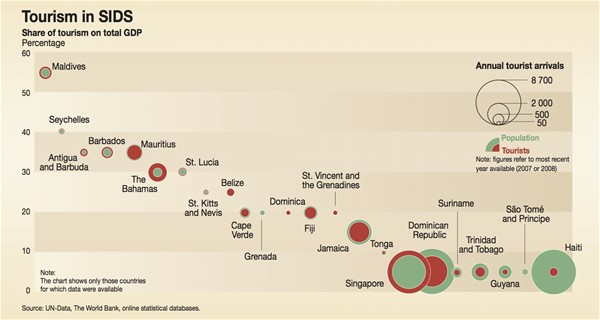 Tourism in SIDS
Share of tourism on total GDP
Percentage
60
50
40
30
20
10
0
Maldives
Seychelles
Antigua
and Barbuda
Barbados
Mauritius
The
Bahamas
St. Lucia
St. Kitts
and Nevis
Belize
Cape
Verde
Grenada
Dominica
Fiji
St. Vincent and
the Grenadines
Jamaica
Tonga
Singapore
Dominican
Republic
Suriname
Trinidad
and Tobago
Guyana
São Tomé
and Principe
Haiti
Annual tourist arrivals
8 700
2 000
500
50
Population
Tourists
Note: figures refer to most recent
year available (2007 or 2008)
Note:
The chart shows only those countries
for which data were available
Source: UN-Data, The World Bank, online statistical databases.